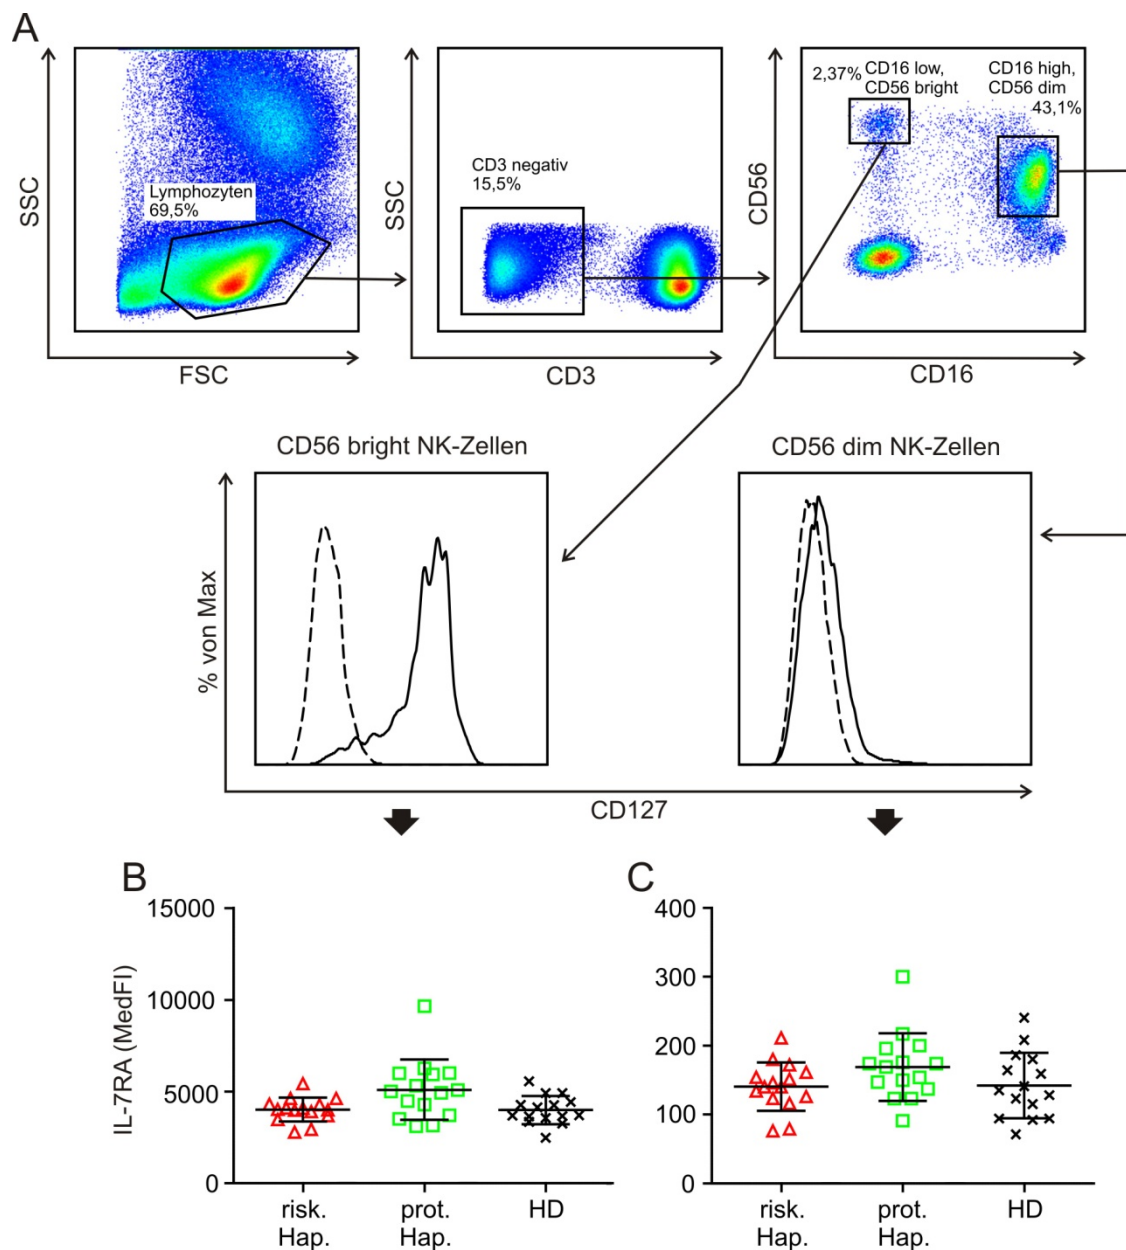 A
SSC
Lymphozyten
69,5%
FSC
SSC
CD3 negativ
15,5%
CD3
CD56
2,37%
CD16 low,
CD56 bright
CD16 high,
CD56 dim
43,1%
CD16
CD56 bright NK-Zellen
CD56 dim NK-Zellen
% von Max
CD127
B
IL-7RA (MedFI)
15000
10000
5000
0
risk.
Hap.
prot.
Hap.
HD
C
400
300
200
100
0
risk.
Hap.
prot.
Hap.
HD